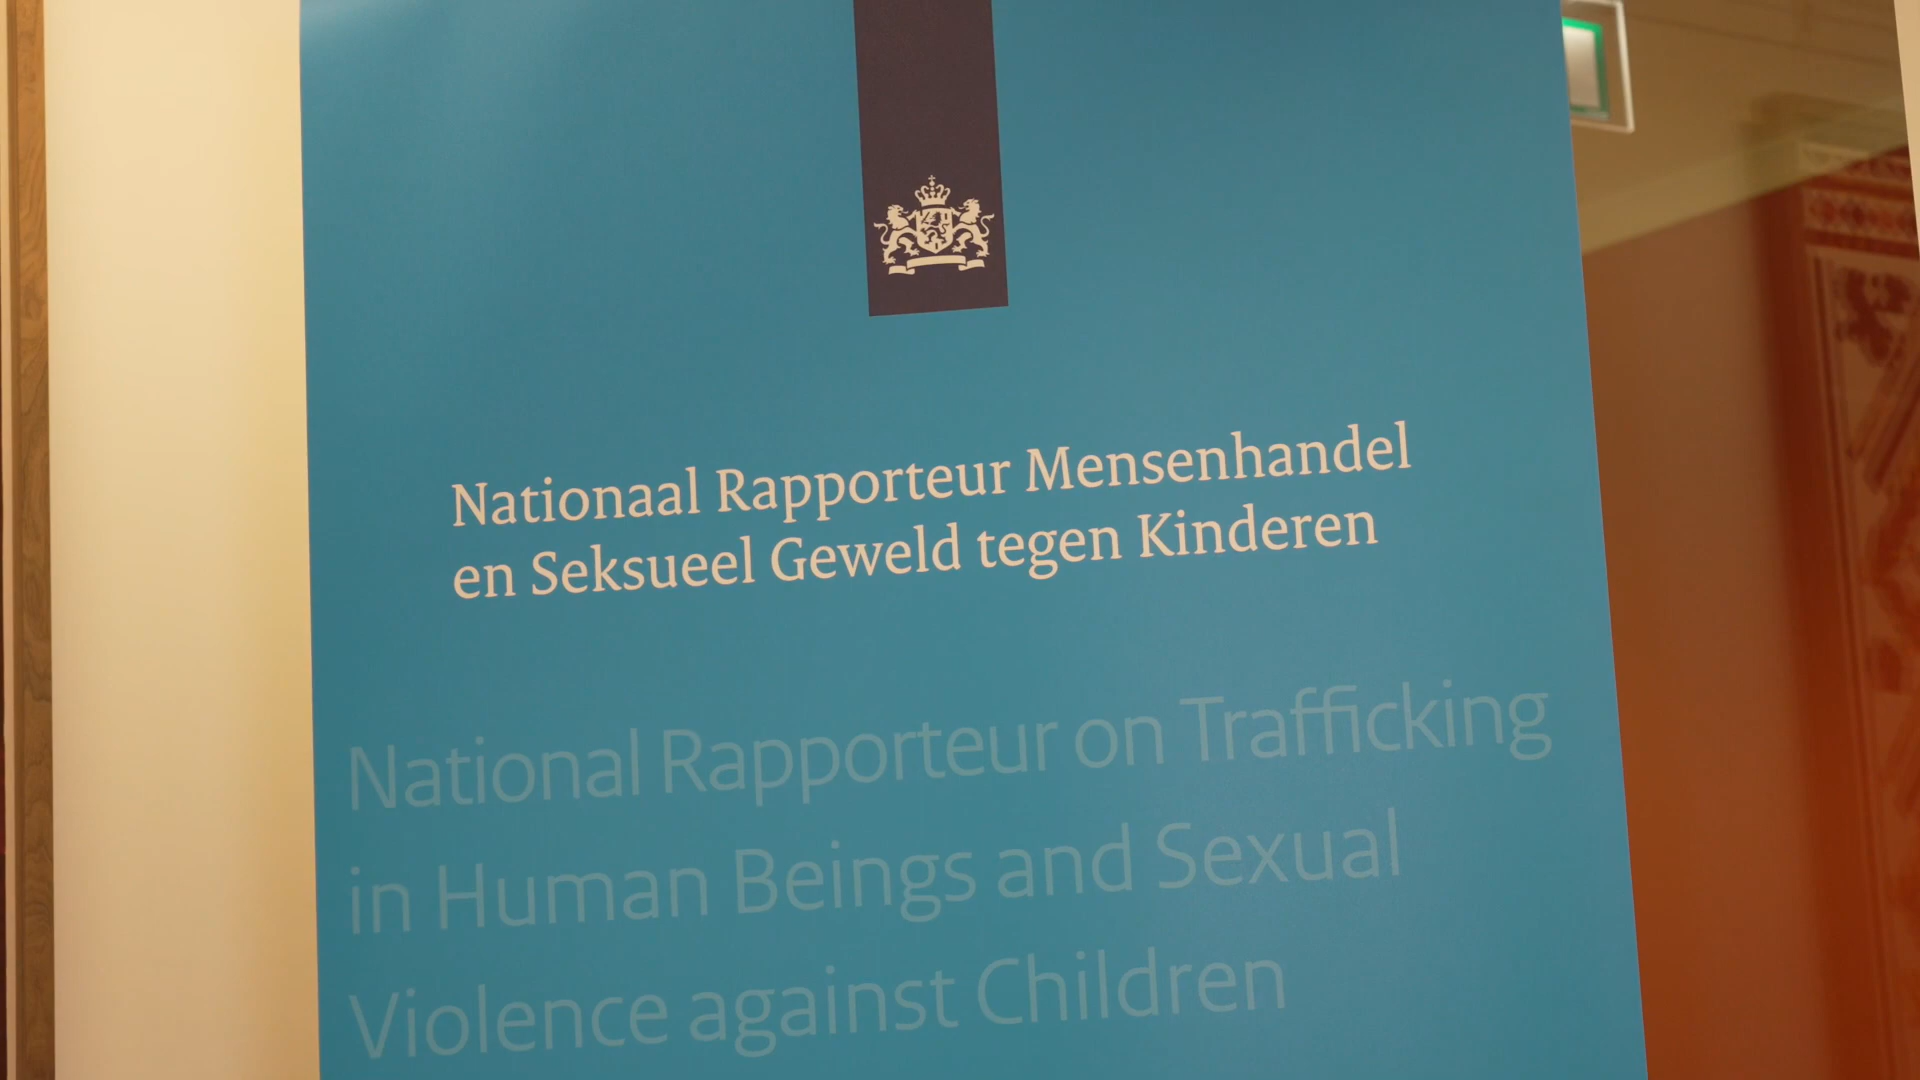 Nationaal Rapporteur Mensenhandel
en Seksueel Geweld tegen Kinderen
National Rapporteur on Trafficking
in Human Beings and Sexual
Violence against Children